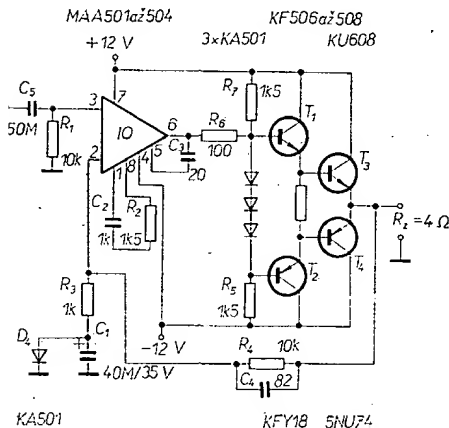 MAA501až504
KF506až508
+12 V
3×KA501
KU608
C5
50M
R1
10k
3
7
2
IO
6
1
8
4
5
C3
20
R6
100
R7
1k5
T1
T3
C2
1k
R2
1k5
Rz=4 Ω
T2
T4
R3
1k
R5
1k5
D4
C1
40M/35 V
-12 V
R4
10k
C4
82
KA501
KFY18
5NU74